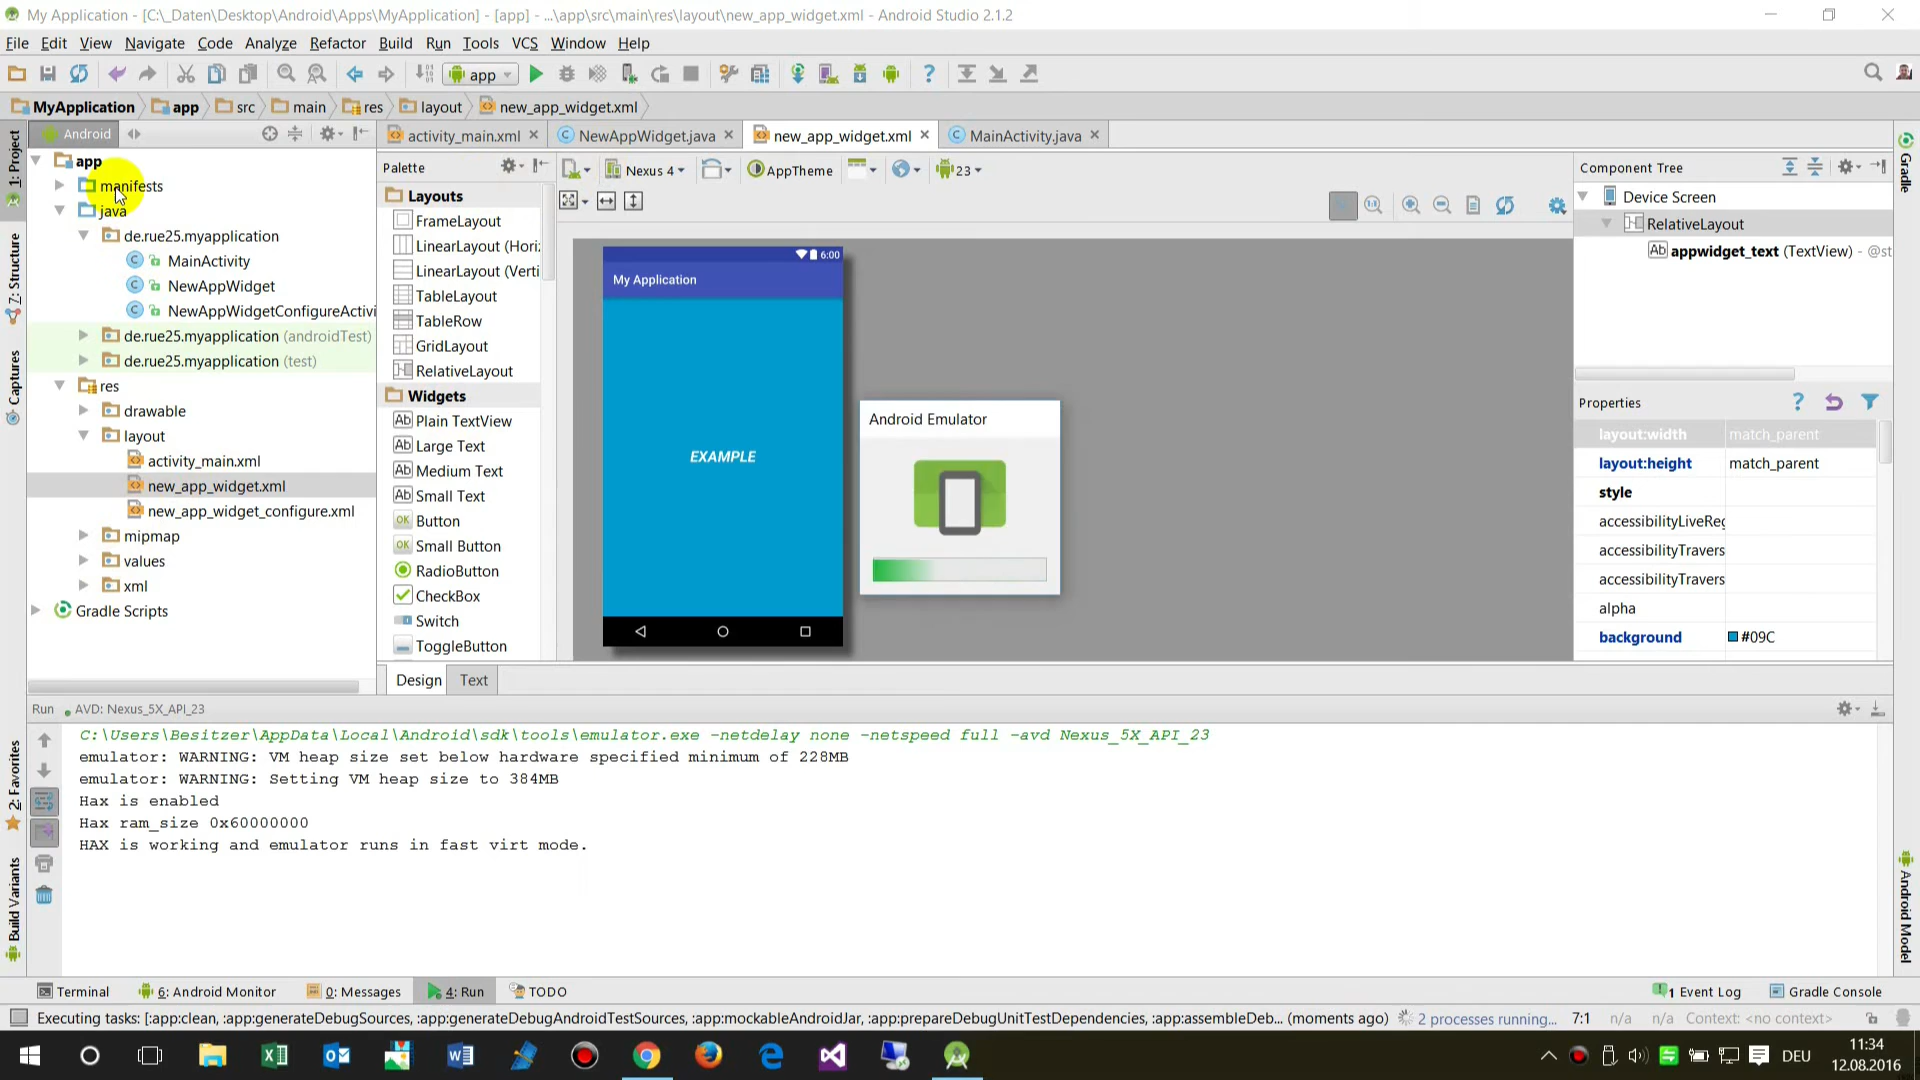 My Application - [C:\_Daten\Desktop\Android\Apps\MyApplication] - [app] - ...\app\src\main\res\layout\new_app_widget.xml - Android Studio 2.1.2
File Edit View Navigate Code Analyze Refactor Build Run Tools VCS Window Help
app
MyApplication app src main res layout new_app_widget.xml
1: Project
7: Structure
Captures
2: Favorites
Build Variants
Android
app
manifests
java
de.rue25.myapplication
MainActivity
NewAppWidget
NewAppWidgetConfigureActivi
de.rue25.myapplication (androidTest)
de.rue25.myapplication (test)
res
drawable
layout
activity_main.xml
new_app_widget.xml
new_app_widget_configure.xml
mipmap
values
xml
Gradle Scripts
activity_main.xml NewAppWidget.java new_app_widget.xml MainActivity.java
Palette
Layouts
FrameLayout
LinearLayout (Hori:
LinearLayout (Verti
TableLayout
TableRow
GridLayout
RelativeLayout
Widgets
Plain TextView
Large Text
Medium Text
Small Text
Button
Small Button
RadioButton
CheckBox
Switch
ToggleButton
Nexus 4 AppTheme 23
6:00
My Application
EXAMPLE
Android Emulator
Design Text
Component Tree
Device Screen
RelativeLayout
appwidget_text (TextView) - @st
Properties
layout:width match_parent
layout:height match_parent
style
accessibilityLiveReg
accessibilityTravers
accessibilityTravers
alpha
background #09C
Gradle
Android Model
Run AVD: Nexus_5X_API_23
C:\Users\Besitzer\AppData\Local\Android\sdk\tools\emulator.exe -netdelay none -netspeed full -avd Nexus_5X_API_23
emulator: WARNING: VM heap size set below hardware specified minimum of 228MB
emulator: WARNING: Setting VM heap size to 384MB
Hax is enabled
Hax ram_size 0x60000000
HAX is working and emulator runs in fast virt mode.
Terminal 6: Android Monitor 0: Messages 4: Run TODO 1 Event Log Gradle Console
Executing tasks: [:app:clean, :app:generateDebugSources, :app:generateDebugAndroidTestSources, :app:mockableAndroidJar, :app:prepareDebugUnitTestDependencies, :app:assembleDeb... (moments ago) 2 processes running... 7:1 n/a n/a Context: <no context>
DEU 11:34
12.08.2016